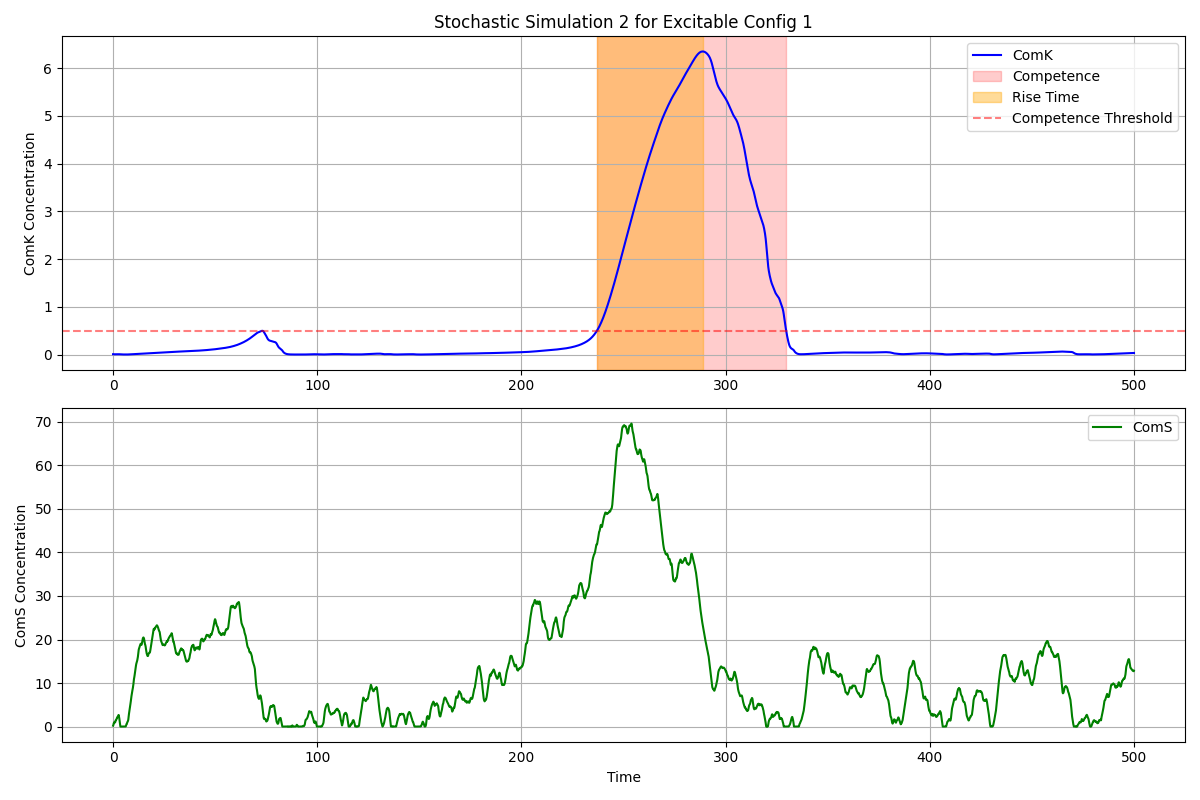 Stochastic Simulation 2 for Excitable Config 1
ComK Concentration
6
5
4
3
2
1
0
ComK
Competence
Rise Time
Competence Threshold
0 100 200 300 400 500
ComS Concentration
70
60
50
40
30
20
10
0
ComS
0 100 200 300 400 500
Time